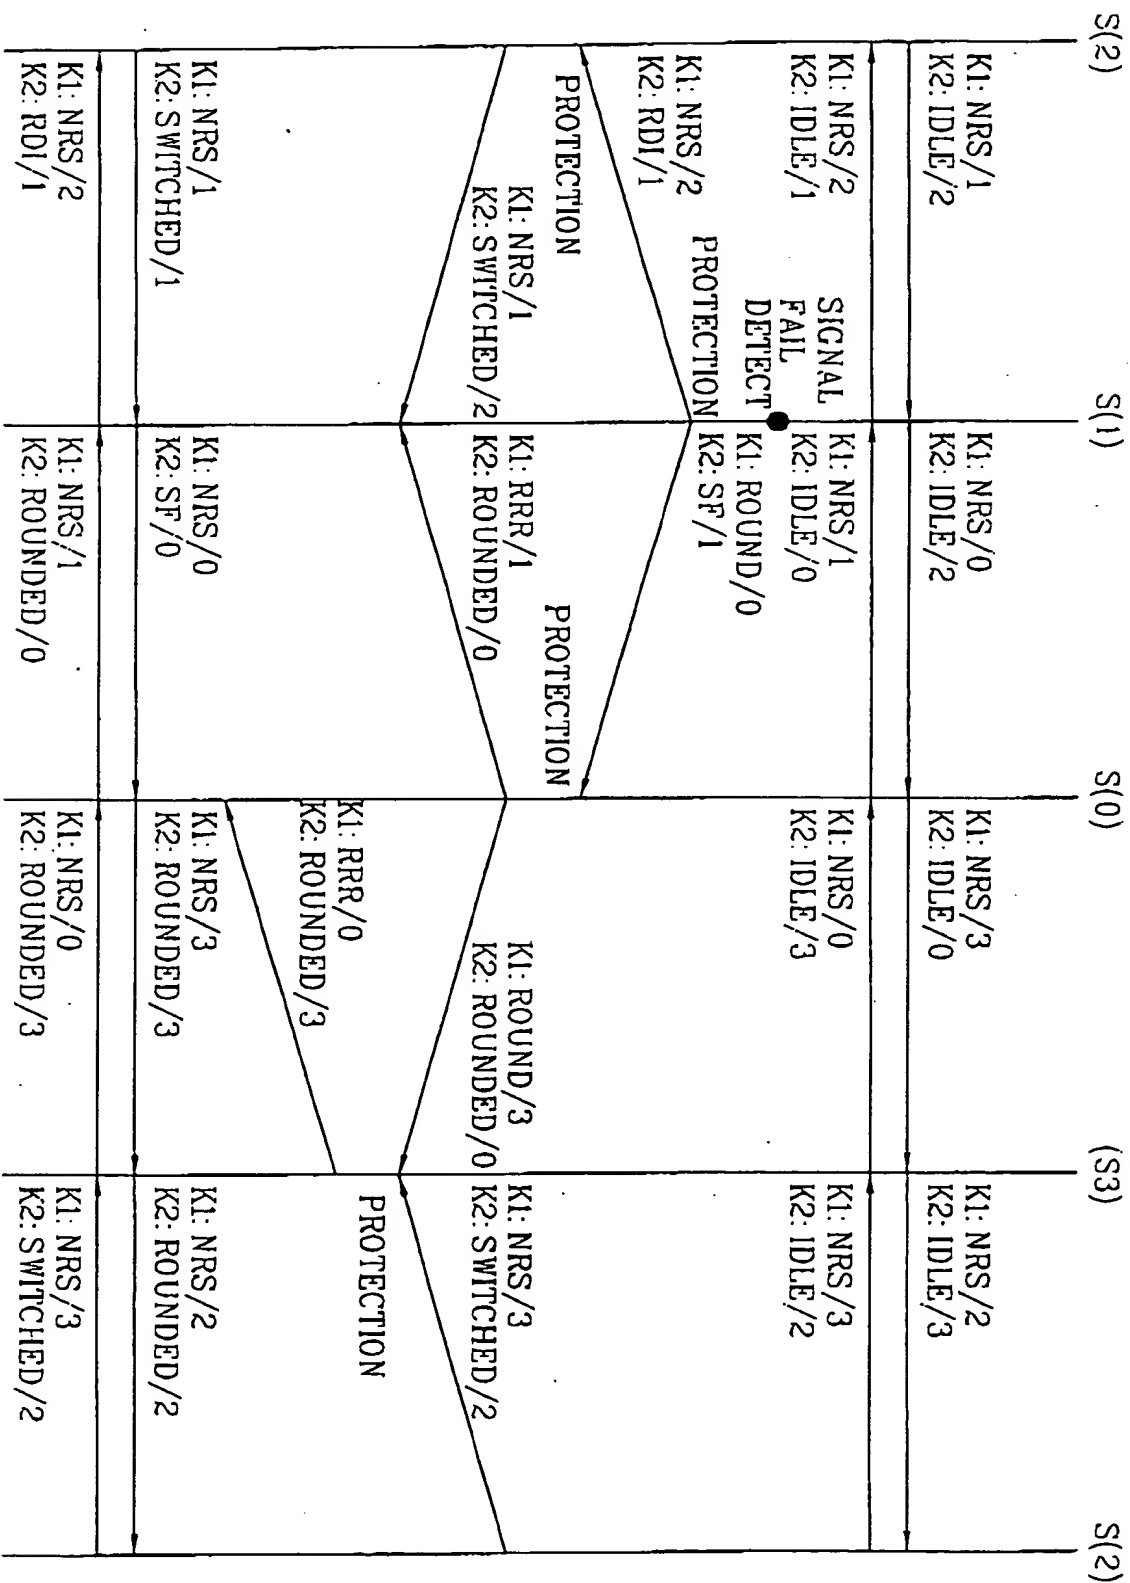 S(2)
S(1)
S(0)
(S3)
S(2)
K1: NRS/1
K2: IDLE/2
K1: NRS/0
K2: IDLE/2
K1: NRS/3
K2: IDLE/0
K1: NRS/2
K2: IDLE/3
K1: NRS/2
K2: IDLE/1
SIGNAL
FAIL
DETECT
K1: NRS/1
K2: IDLE/0
K1: NRS/0
K2: IDLE/3
K1: NRS/3
K2: IDLE/2
K1: NRS/2
K2: RDI/1
PROTECTION
K1: ROUND/0
K2: SF/1
PROTECTION
PROTECTION
K1: NRS/1
K2: SWITCHED/2
K1: RRR/1
K2: ROUNDED/0
K1: ROUND/3
K2: ROUNDED/0
K1: NRS/3
K2: SWITCHED/2
PROTECTION
K1: RRR/0
K2: ROUNDED/3
K1: NRS/1
K2: SWITCHED/1
K1: NRS/0
K2: SF/0
K1: NRS/3
K2: ROUNDED/3
K1: NRS/2
K2: ROUNDED/2
K1: NRS/2
K2: RDI/1
K1: NRS/1
K2: ROUNDED/0
K1: NRS/0
K2: ROUNDED/3
K1: NRS/3
K2: SWITCHED/2